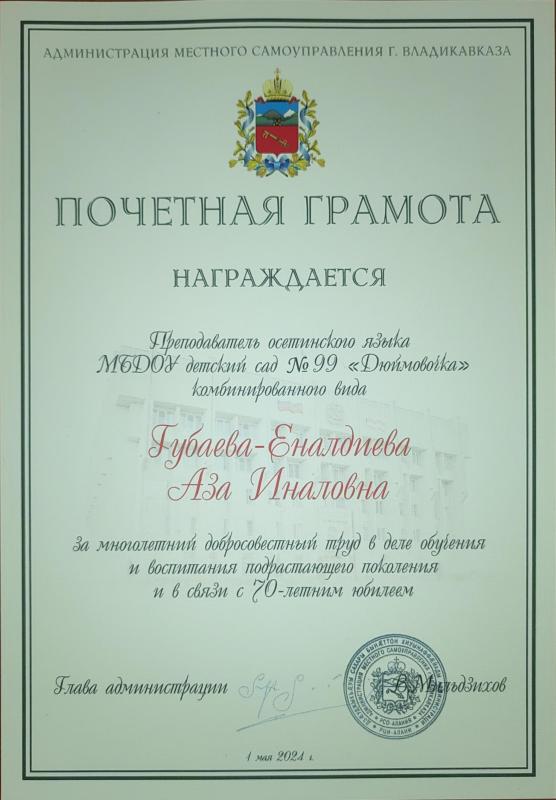 АДМИНИСТРАЦИЯ МЕСТНОГО САМОУПРАВЛЕНИЯ Г. ВЛАДИКАВКАЗА
ПОЧЕТНАЯ ГРАМОТА
НАГРАЖДАЕТСЯ
Преподаватель осетинского языка
МБДОУ детский сад №99 «Дюймовочка»
комбинированного вида
Губаева-Еналдиева
Аза Иналовна
за многолетний добросовестный труд в деле обучения
и воспитания подрастающего поколения
и в связи с 70-летним юбилеем
Глава администрации В.Мильдзихов
1 мая 2024 г.